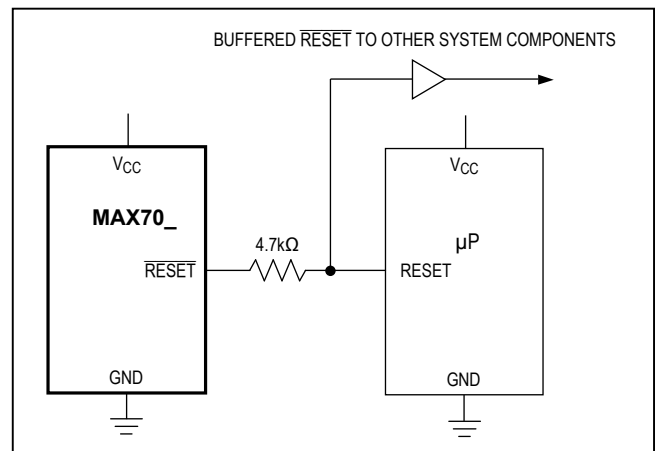 BUFFERED RESET TO OTHER SYSTEM COMPONENTS
VCC
VCC
MAX70_
4.7kΩ
µP
RESET
RESET
GND
GND